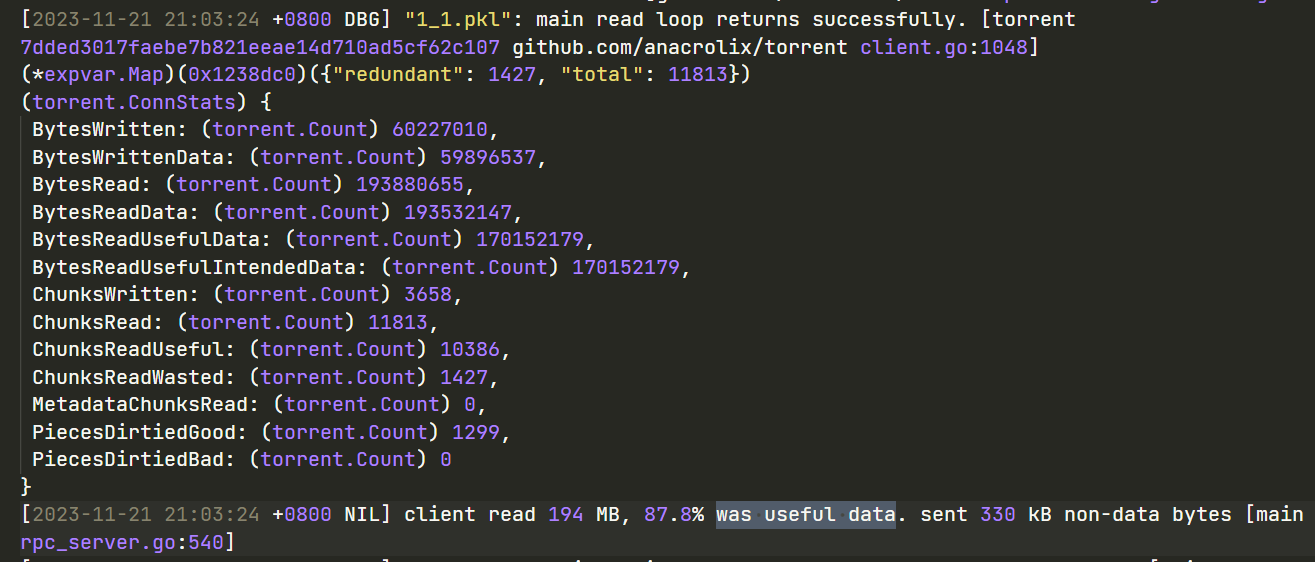 [2023-11-21 21:03:24 +0800 DBG] "1_1.pkl": main read loop returns successfully. [torrent
7dded3017faebe7b821eeae14d710ad5cf62c107 github.com/anacrolix/torrent client.go:1048]
(*expvar.Map)(0x1238dc0)({"redundant": 1427, "total": 11813})
(torrent.ConnStats) {
BytesWritten: (torrent.Count) 60227010,
BytesWrittenData: (torrent.Count) 59896537,
BytesRead: (torrent.Count) 193880655,
BytesReadData: (torrent.Count) 193532147,
BytesReadUsefulData: (torrent.Count) 170152179,
BytesReadUsefulIntendedData: (torrent.Count) 170152179,
ChunksWritten: (torrent.Count) 3658,
ChunksRead: (torrent.Count) 11813,
ChunksReadUseful: (torrent.Count) 10386,
ChunksReadWasted: (torrent.Count) 1427,
MetadataChunksRead: (torrent.Count) 0,
PiecesDirtiedGood: (torrent.Count) 1299,
PiecesDirtiedBad: (torrent.Count) 0
}
[2023-11-21 21:03:24 +0800 NIL] client read 194 MB, 87.8% was useful data. sent 330 kB non-data bytes [main
rpc_server.go:540]